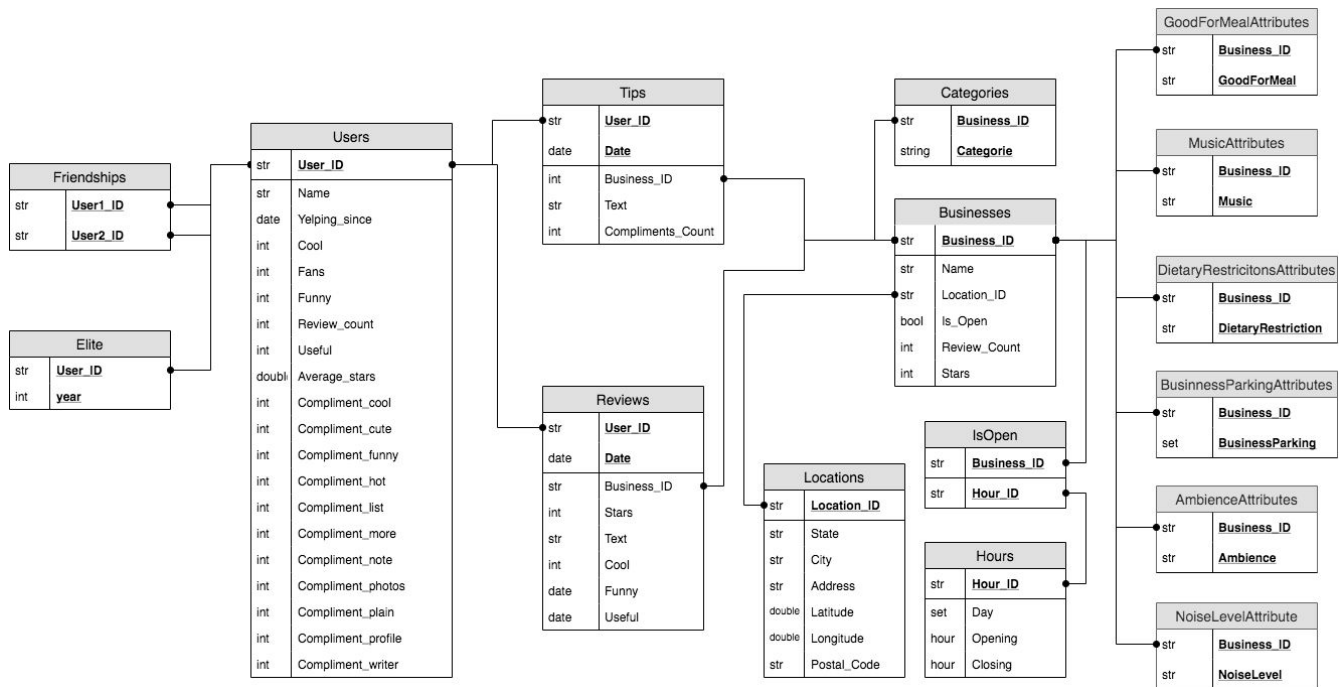 Friendships
str User1_ID
str User2_ID
Elite
str User_ID
int year
Users
str User_ID
str Name
date Yelping_since
int Cool
int Fans
int Funny
int Review_count
int Useful
doubl Average_stars
int Compliment_cool
int Compliment_cute
int Compliment_funny
int Compliment_hot
int Compliment_list
int Compliment_more
int Compliment_note
int Compliment_photos
int Compliment_plain
int Compliment_profile
int Compliment_writer
Tips
str User_ID
date Date
int Business_ID
str Text
int Compliments_Count
Reviews
str User_ID
date Date
str Business_ID
int Stars
str Text
int Cool
date Funny
date Useful
Categories
str Business_ID
string Categorie
Businesses
str Business_ID
str Name
str Location_ID
bool Is_Open
int Review_Count
int Stars
Locations
str Location_ID
str State
str City
str Address
double Latitude
double Longitude
str Postal_Code
IsOpen
str Business_ID
str Hour_ID
Hours
str Hour_ID
set Day
hour Opening
hour Closing
GoodForMealAttributes
str Business_ID
str GoodForMeal
MusicAttributes
str Business_ID
str Music
DietaryRestricitonsAttributes
str Business_ID
str DietaryRestriction
BusinnessParkingAttributes
str Business_ID
set BusinessParking
AmbienceAttributes
str Business_ID
str Ambience
NoiseLevelAttribute
str Business_ID
str NoiseLevel